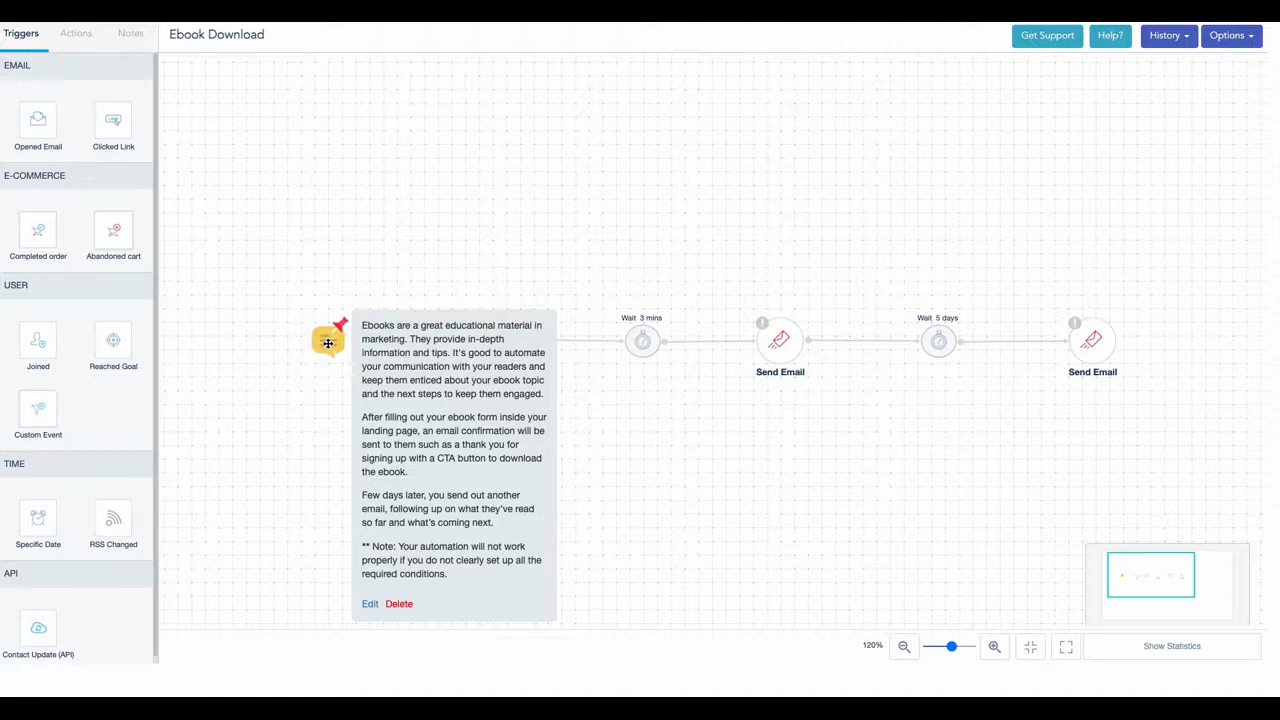 Triggers Actions Notes
Ebook Download
Get Support Help? History Options
EMAIL
Opened Email Clicked Link
E-COMMERCE
Completed order Abandoned cart
USER
Joined Reached Goal
Custom Event
TIME
Specific Date RSS Changed
API
Contact Update (API)
Ebooks are a great educational material in
marketing. They provide in-depth
information and tips. It's good to automate
your communication with your readers and
keep them enticed about your ebook topic
and the next steps to keep them engaged.
After filling out your ebook form inside your
landing page, an email confirmation will be
sent to them such as a thank you for
signing up with a CTA button to download
the ebook.
Few days later, you send out another
email, following up on what they've read
so far and what's coming next.
** Note: Your automation will not work
properly if you do not clearly set up all the
required conditions.
Edit Delete
Wait 3 mins
Send Email
Wait 5 days
Send Email
120%
Show Statistics